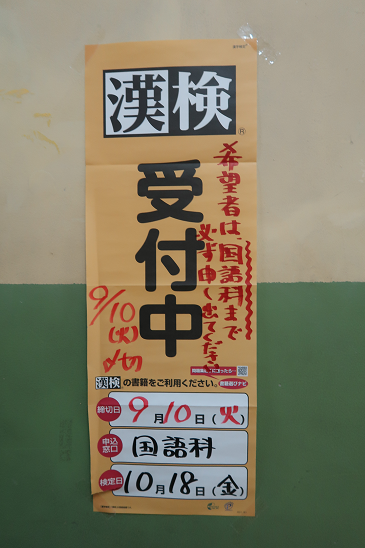 漢検
受付中
※希望者は、国語科まで
必ず申し出てください
9/10
(火)
〆切
漢検の書籍をご利用ください。
締切日 9月10日(火)
申込窓口 国語科
検定日 10月18日(金)